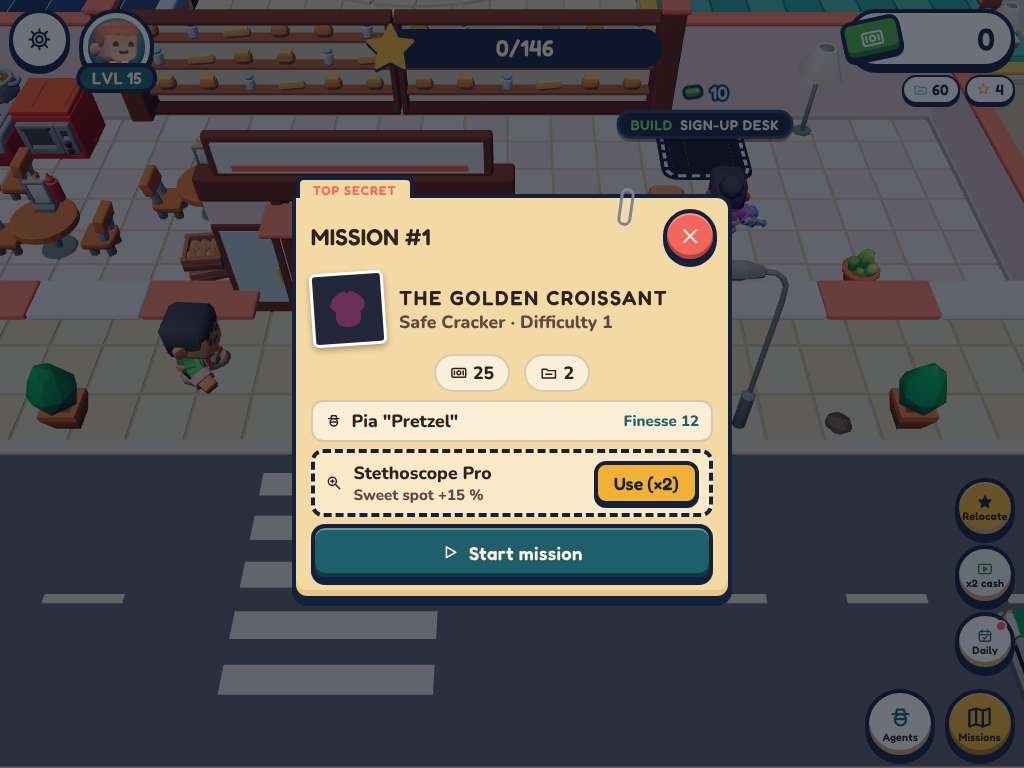 LVL 15
0/146
0
60
4
10
BUILD SIGN-UP DESK
TOP SECRET
MISSION #1
THE GOLDEN CROISSANT
Safe Cracker · Difficulty 1
25
2
Pia "Pretzel"
Finesse 12
Stethoscope Pro
Sweet spot +15 %
Use (×2)
Start mission
Relocate
x2 cash
Daily
Agents
Missions